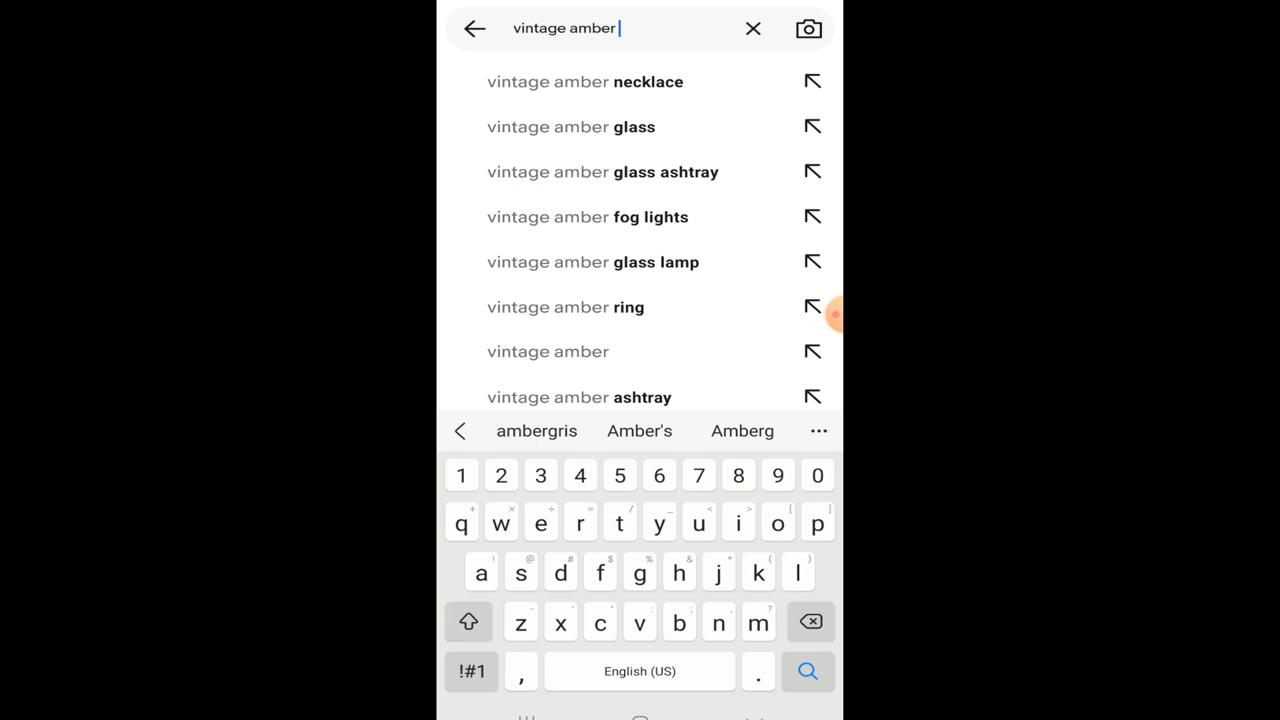 vintage amber
vintage amber necklace
vintage amber glass
vintage amber glass ashtray
vintage amber fog lights
vintage amber glass lamp
vintage amber ring
vintage amber
vintage amber ashtray
ambergris Amber's Amberg ...
1 2 3 4 5 6 7 8 9 0
q w e r t y u i o p
a s d f g h j k l
z x c v b n m
!#1 , English (US) .